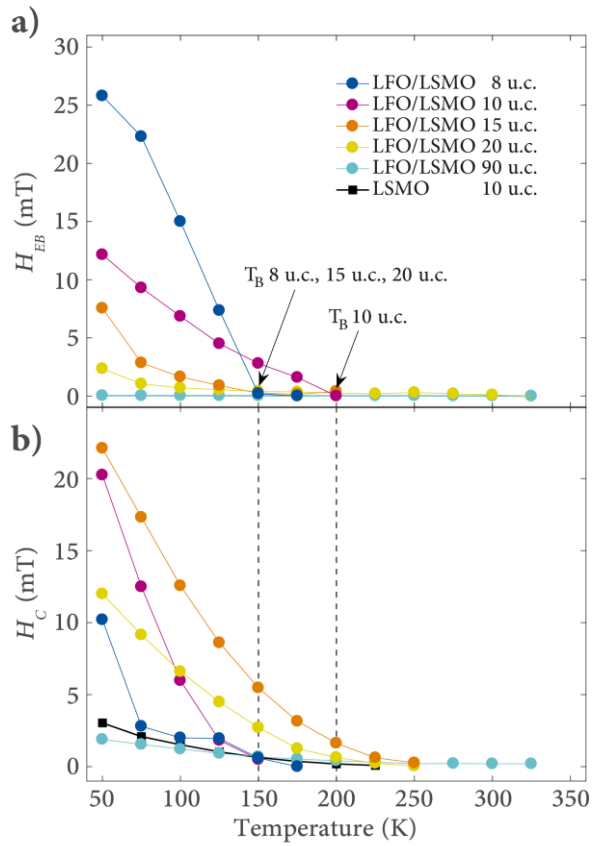 a)
30
25
20
15
10
5
0
H_EB (mT)
LFO/LSMO 8 u.c.
LFO/LSMO 10 u.c.
LFO/LSMO 15 u.c.
LFO/LSMO 20 u.c.
LFO/LSMO 90 u.c.
LSMO 10 u.c.
T_B 8 u.c., 15 u.c., 20 u.c.
T_B 10 u.c.
b)
20
15
10
5
0
H_C (mT)
50 100 150 200 250 300 350
Temperature (K)